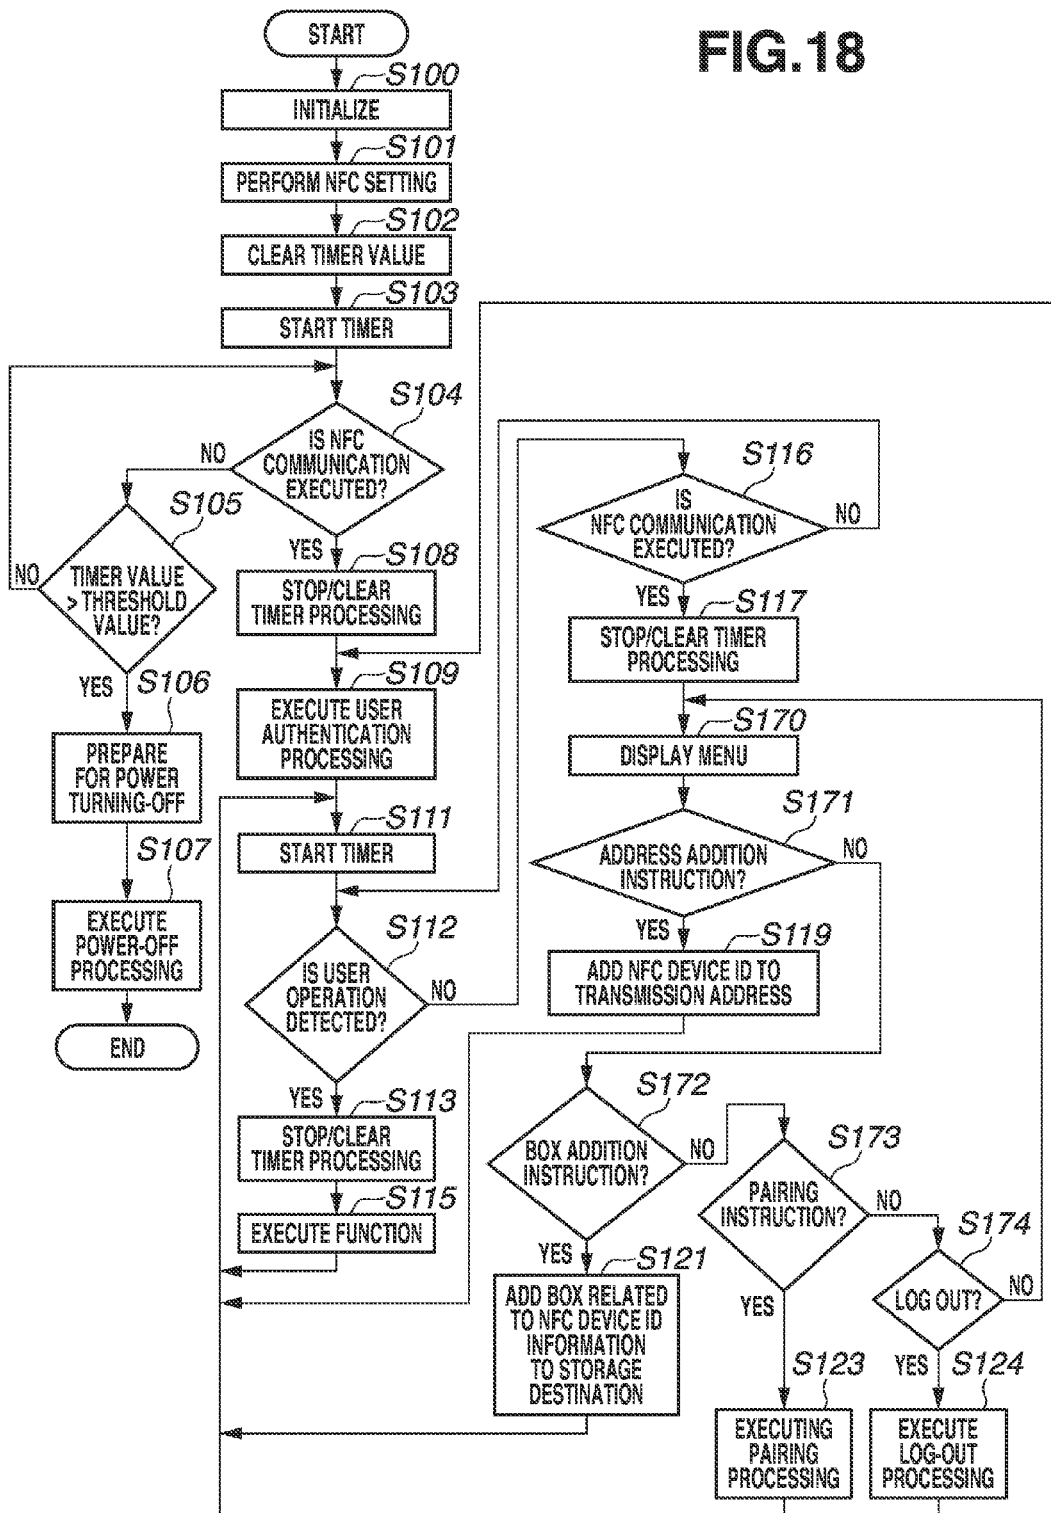 FIG.18
START
S100
INITIALIZE
S101
PERFORM NFC SETTING
S102
CLEAR TIMER VALUE
S103
START TIMER
S104
IS NFC
COMMUNICATION
EXECUTED?
NO
YES
S105
TIMER VALUE
> THRESHOLD
VALUE?
NO
YES
S106
PREPARE
FOR POWER
TURNING-OFF
S107
EXECUTE
POWER-OFF
PROCESSING
END
S108
STOP/CLEAR
TIMER PROCESSING
S109
EXECUTE USER
AUTHENTICATION
PROCESSING
S111
START TIMER
S112
IS USER
OPERATION
DETECTED?
NO
YES
S113
STOP/CLEAR
TIMER PROCESSING
S115
EXECUTE FUNCTION
S116
IS
NFC COMMUNICATION
EXECUTED?
NO
YES
S117
STOP/CLEAR TIMER
PROCESSING
S170
DISPLAY MENU
S171
ADDRESS ADDITION
INSTRUCTION?
NO
YES
S119
ADD NFC DEVICE ID TO
TRANSMISSION ADDRESS
S172
BOX ADDITION
INSTRUCTION?
NO
YES
S121
ADD BOX RELATED
TO NFC DEVICE ID
INFORMATION
TO STORAGE
DESTINATION
S173
PAIRING
INSTRUCTION?
NO
YES
S123
EXECUTING
PAIRING
PROCESSING
S174
LOG OUT?
NO
YES
S124
EXECUTE
LOG-OUT
PROCESSING